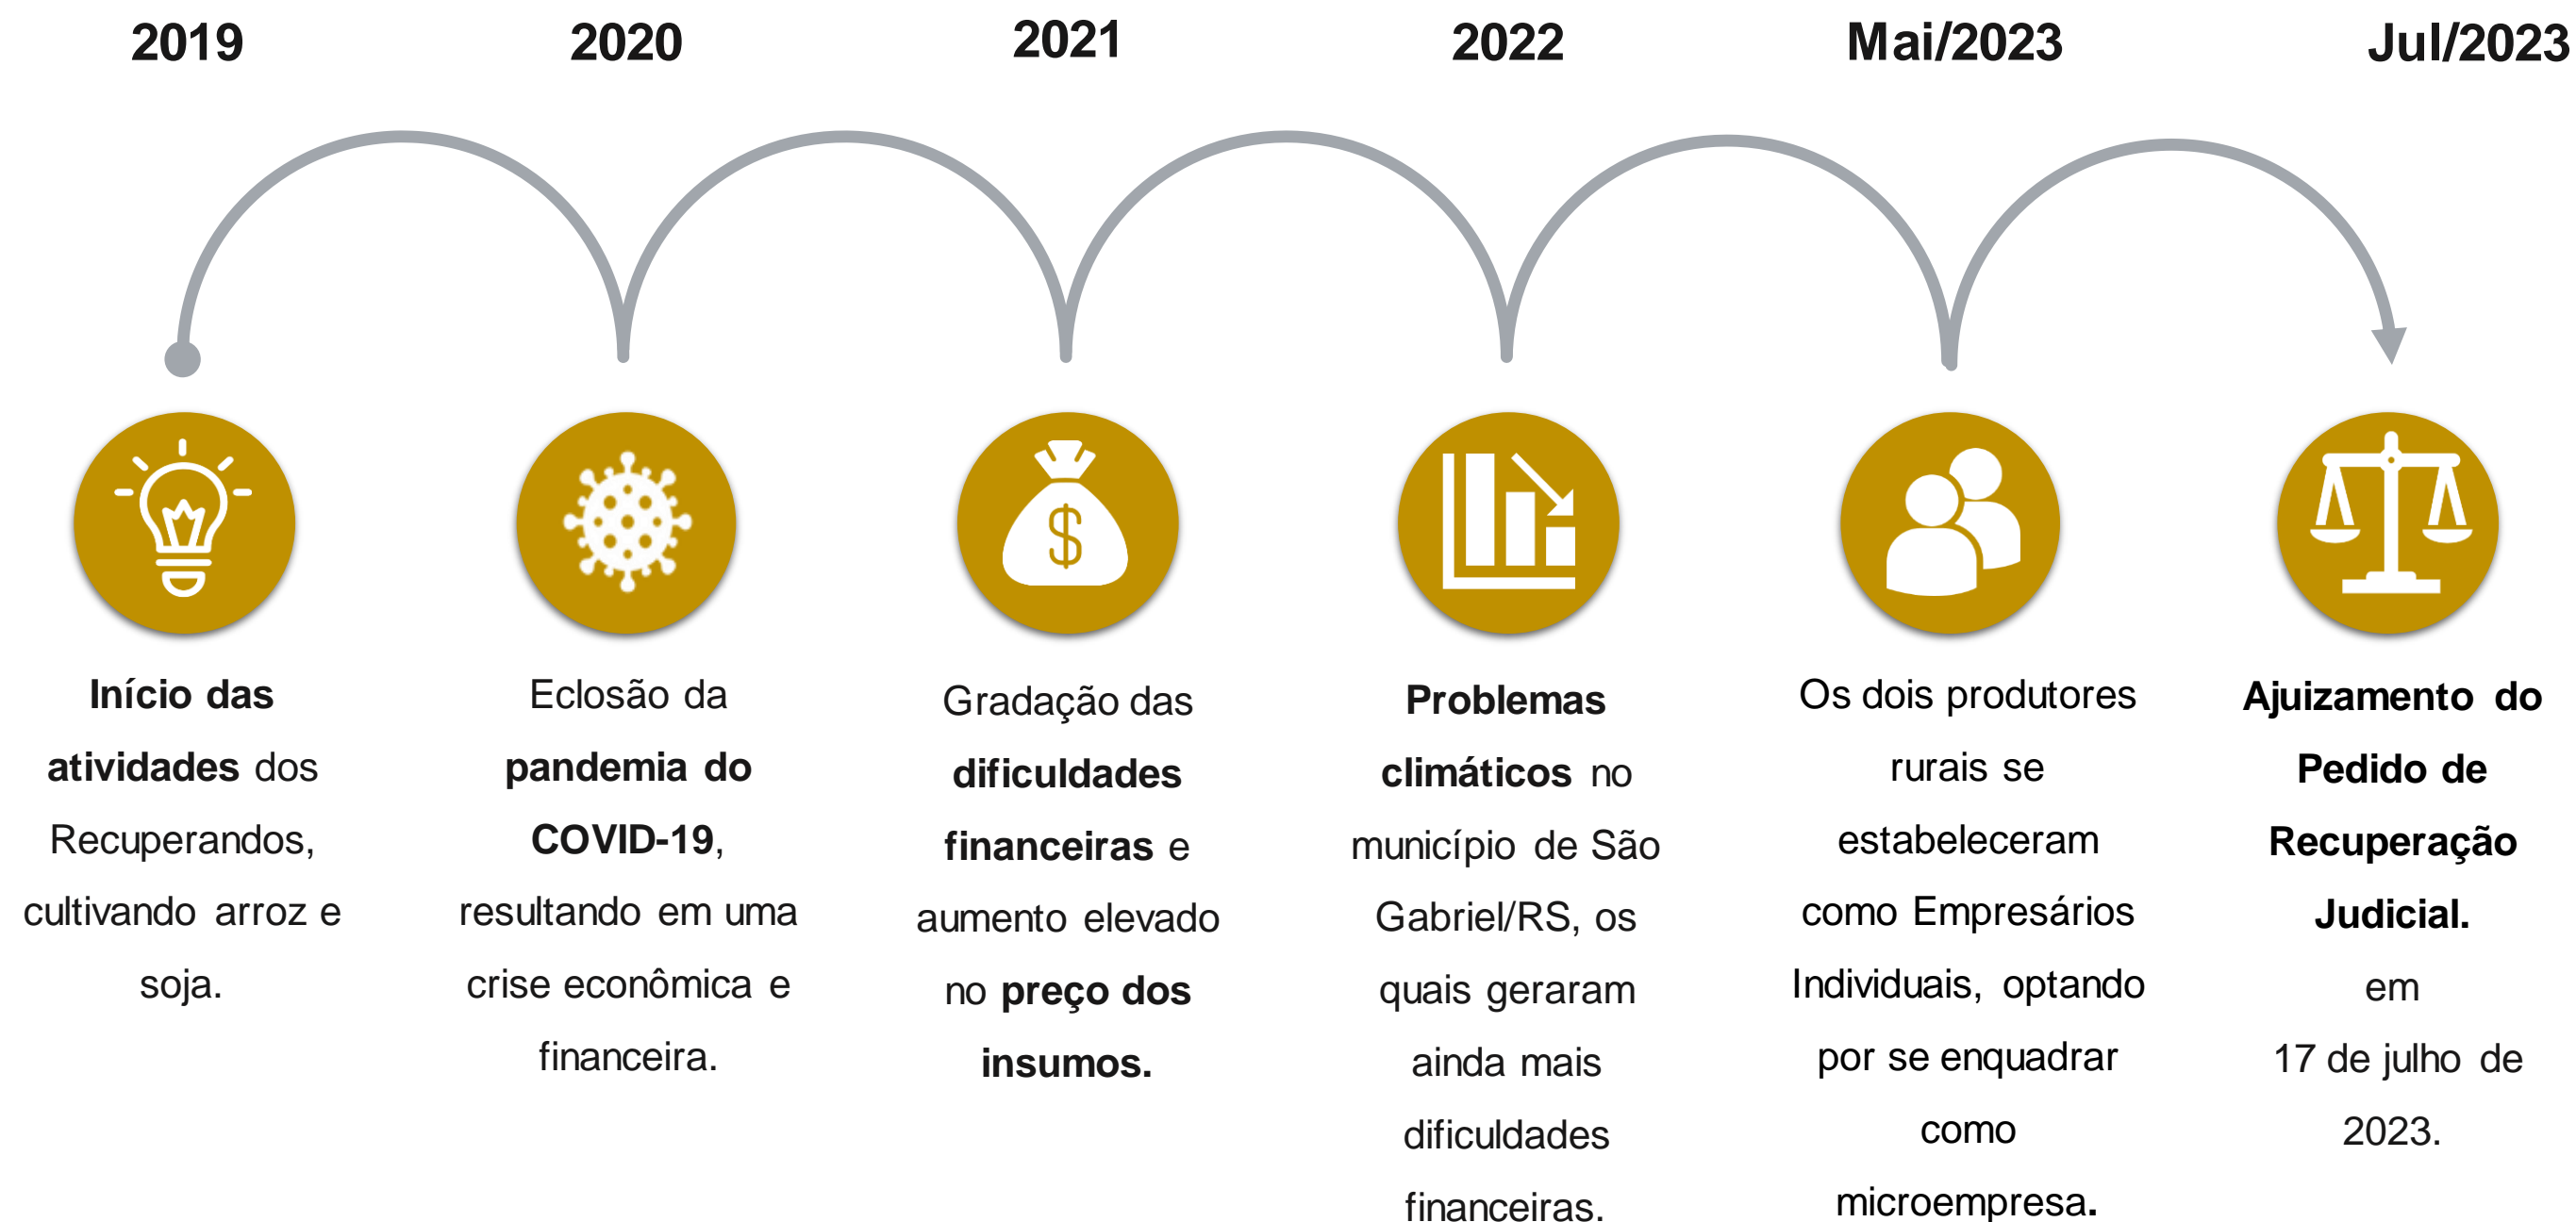 2019
2020
2021
2022
Mai/2023
Jul/2023
Início das
atividades dos
Recuperandos,
cultivando arroz e
soja.
Eclosão da
pandemia do
COVID-19,
resultando em uma
crise econômica e
financeira.
Gradação das
dificuldades
financeiras e
aumento elevado
no preço dos
insumos.
Problemas
climáticos no
município de São
Gabriel/RS, os
quais geraram
ainda mais
dificuldades
financeiras.
Os dois produtores
rurais se
estabeleceram
como Empresários
Individuais, optando
por se enquadrar
como
microempresa.
Ajuizamento do
Pedido de
Recuperação
Judicial.
em
17 de julho de
2023.
$